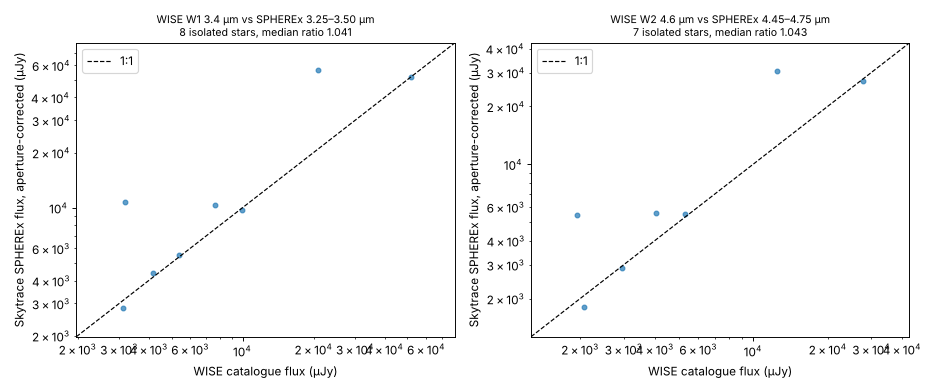 WISE W1 3.4 µm vs SPHEREx 3.25–3.50 µm
8 isolated stars, median ratio 1.041
1:1
Skytrace SPHEREx flux, aperture-corrected (µJy)
6 × 10⁴
4 × 10⁴
3 × 10⁴
2 × 10⁴
10⁴
6 × 10³
4 × 10³
3 × 10³
2 × 10³
2 × 10³ 3 × 10³ 4 × 10³ 6 × 10³ 10⁴ 2 × 10⁴ 3 × 10⁴ 4 × 10⁴ 6 × 10⁴
WISE catalogue flux (µJy)
WISE W2 4.6 µm vs SPHEREx 4.45–4.75 µm
7 isolated stars, median ratio 1.043
1:1
Skytrace SPHEREx flux, aperture-corrected (µJy)
4 × 10⁴
3 × 10⁴
2 × 10⁴
10⁴
6 × 10³
4 × 10³
3 × 10³
2 × 10³
2 × 10³ 3 × 10³ 4 × 10³ 6 × 10³ 10⁴ 2 × 10⁴ 3 × 10⁴ 4 × 10⁴
WISE catalogue flux (µJy)